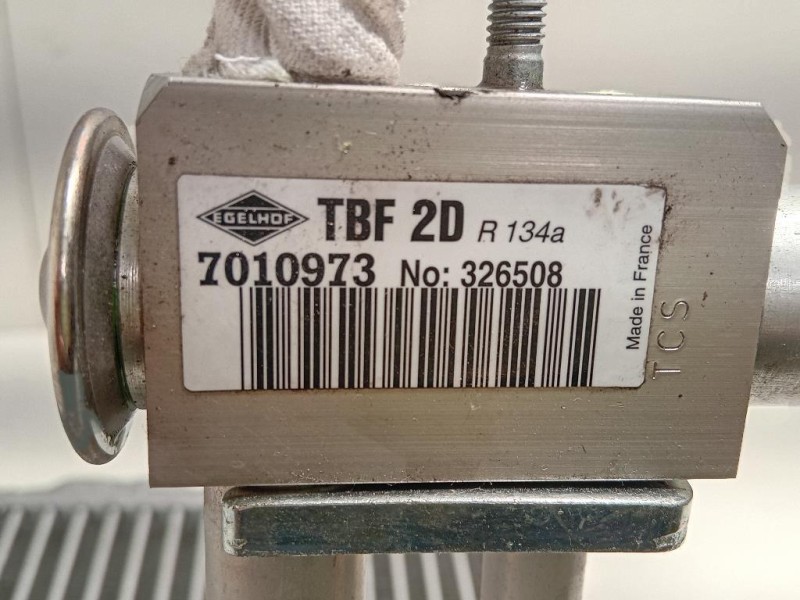 EGELHOF TBF 2D R 134a
7010973 No: 326508
Made in France
TCS